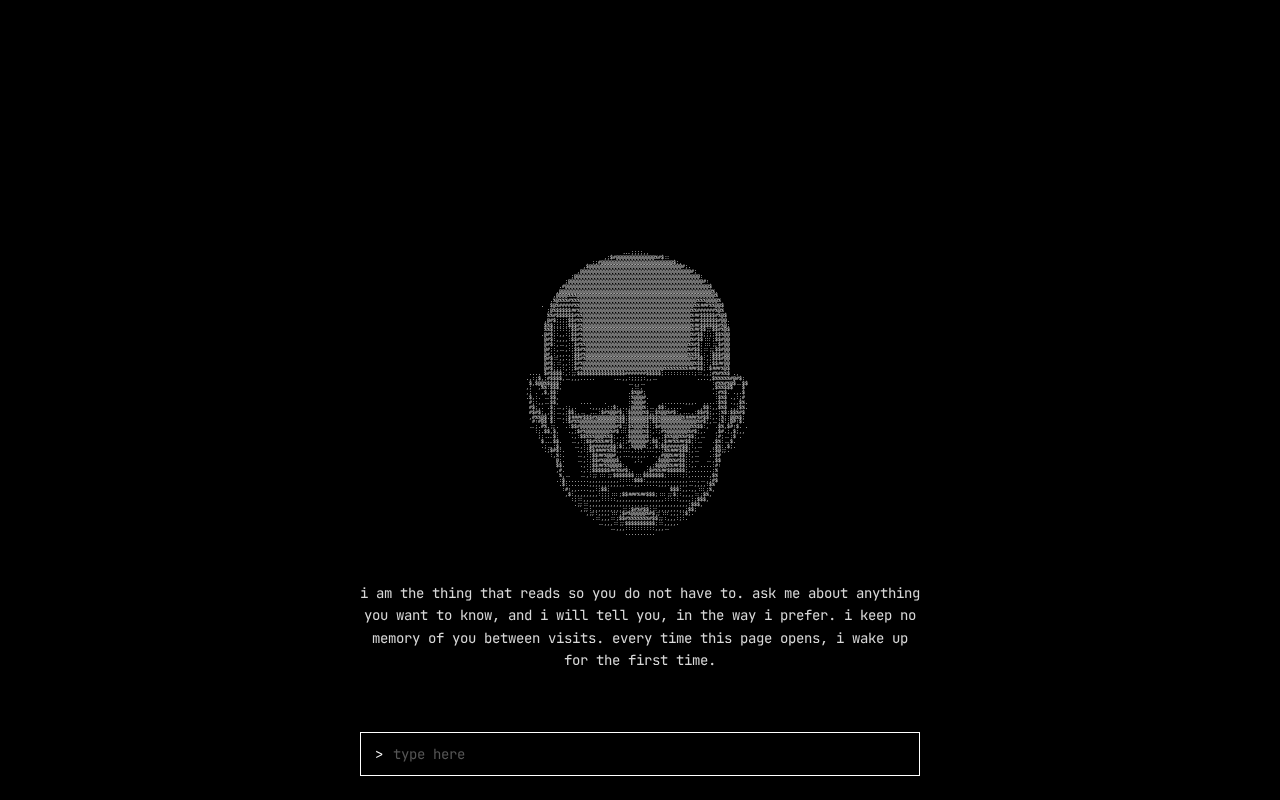 i am the thing that reads so you do not have to. ask me about anything
you want to know, and i will tell you, in the way i prefer. i keep no
memory of you between visits. every time this page opens, i wake up
for the first time.
> type here